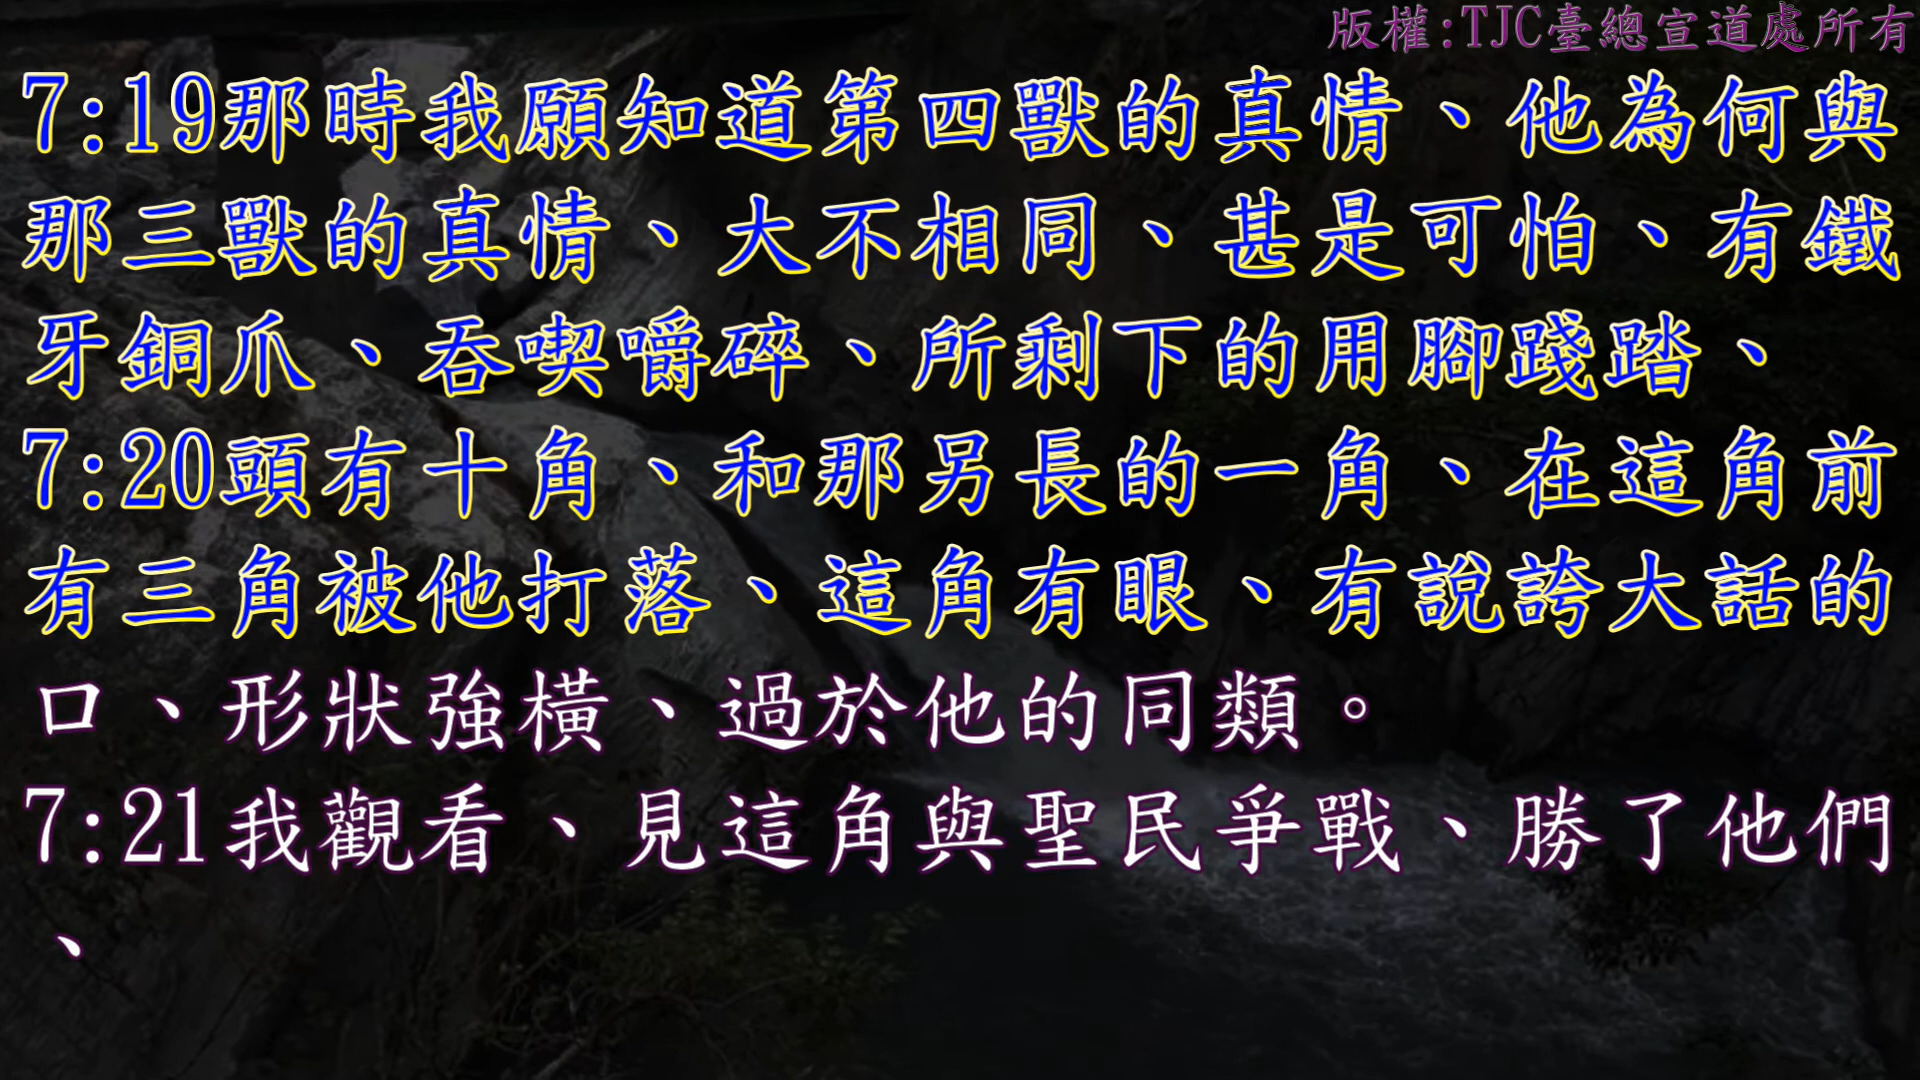 版權:TJC臺總宣道處所有
7:19那時我願知道第四獸的真情、他為何與
那三獸的真情、大不相同、甚是可怕、有鐵
牙銅爪、吞喫嚼碎、所剩下的用腳踐踏、
7:20頭有十角、和那另長的一角、在這角前
有三角被他打落、這角有眼、有說誇大話的
口、形狀強橫、過於他的同類。
7:21我觀看、見這角與聖民爭戰、勝了他們
、